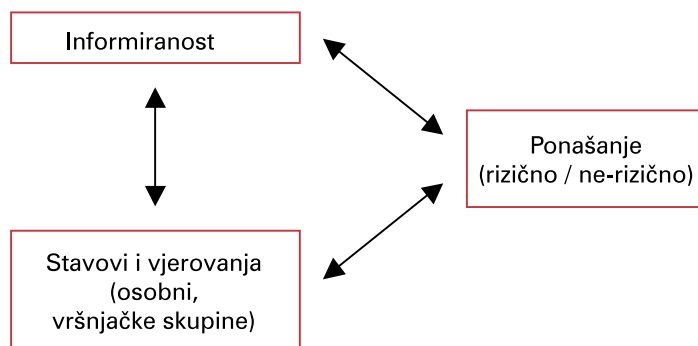 Informiranost
Ponašanje
(rizično / ne-rizično)
Stavovi i vjerovanja
(osobni,
vršnjačke skupine)